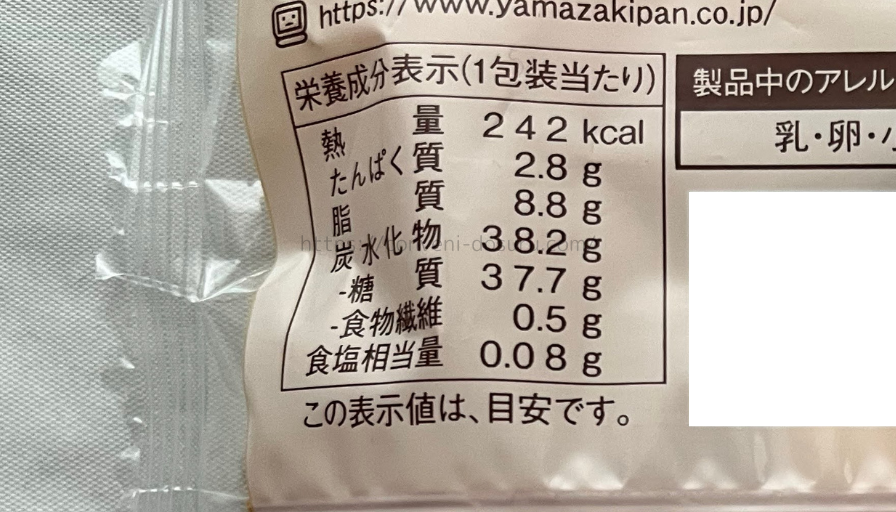 https://www.yamazakipan.co.jp/
栄養成分表示(1包装当たり)
熱量 242 kcal
たんぱく質 2.8 g
脂質 8.8 g
炭水化物 38.2 g
-糖質 37.7 g
-食物繊維 0.5 g
食塩相当量 0.08 g
この表示値は、目安です。
製品中のアレル
乳・卵・